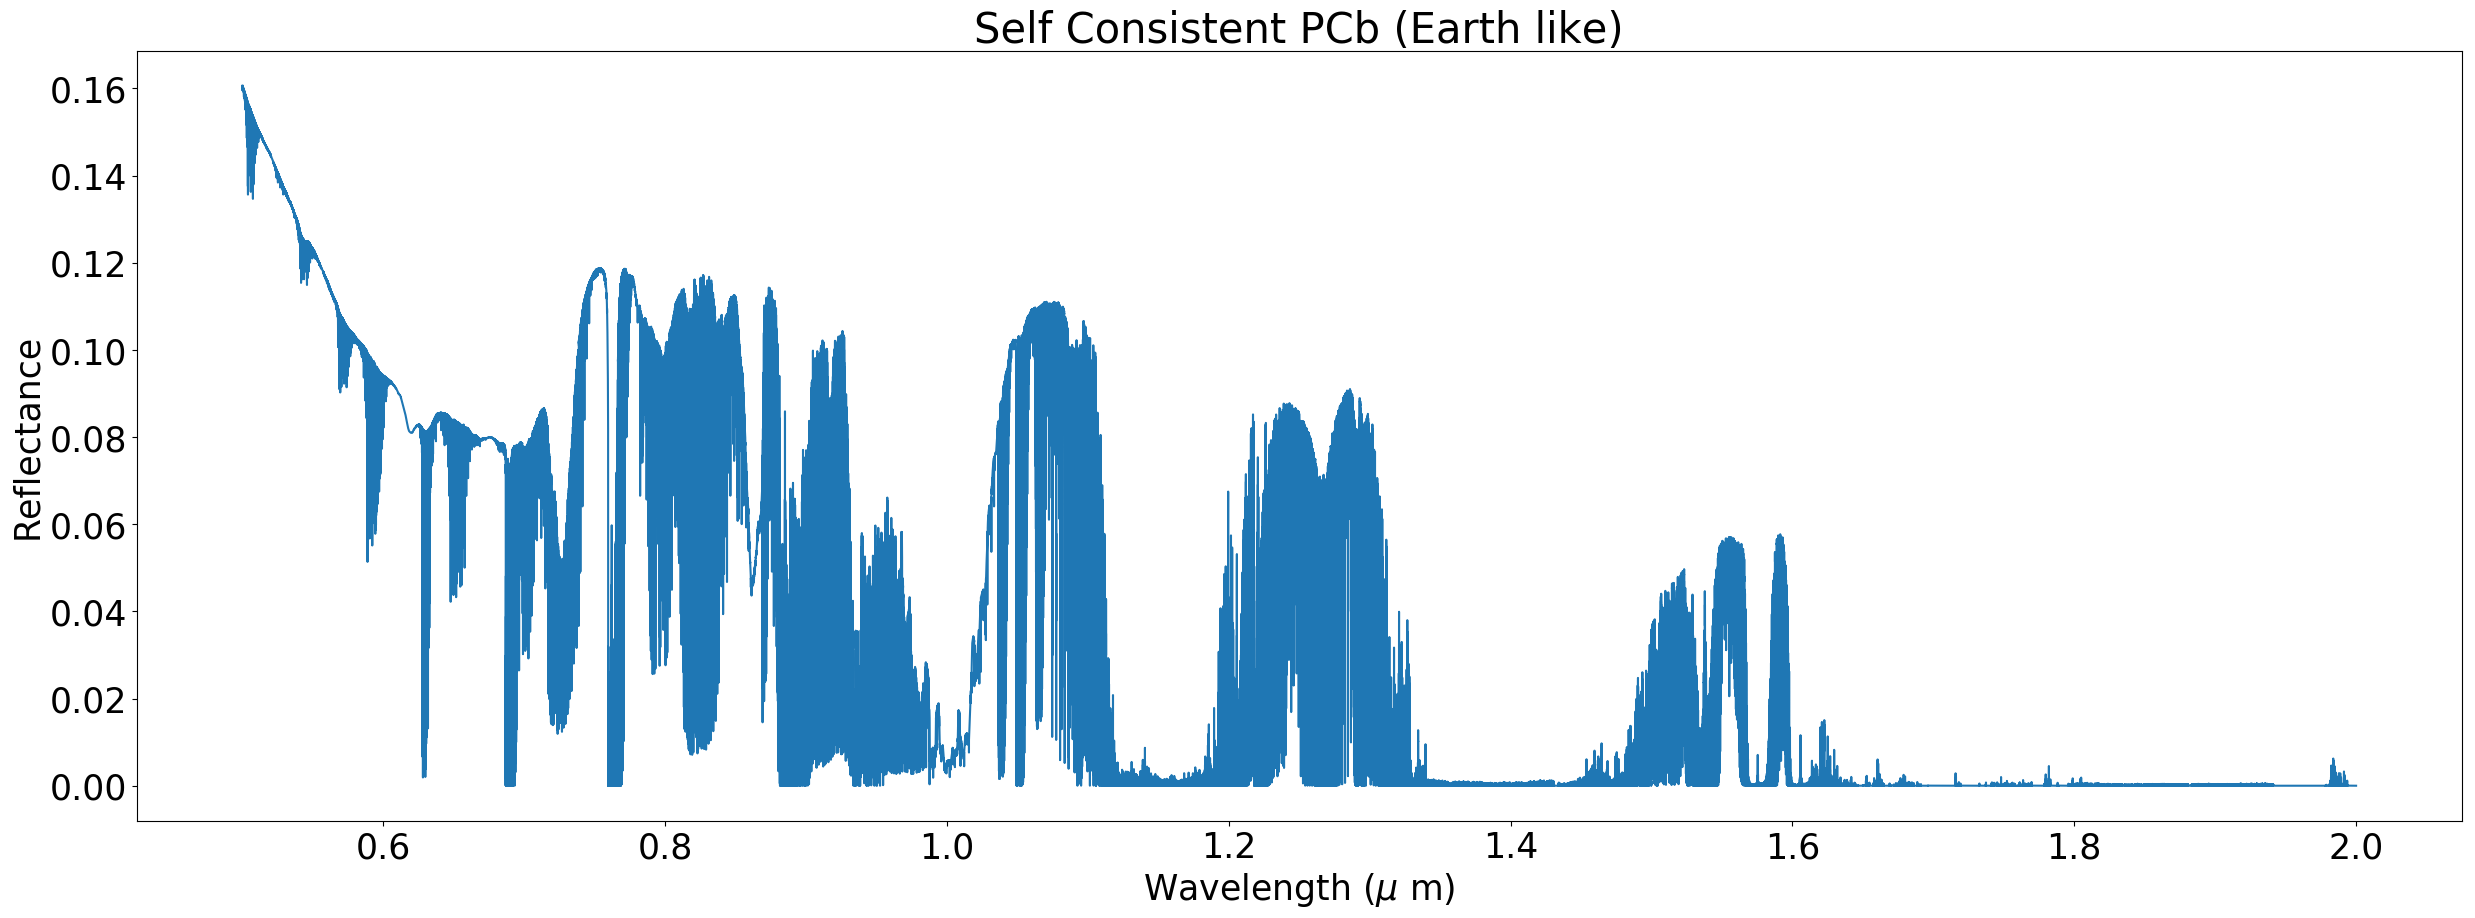 Self Consistent PCb (Earth like)
0.16
0.14
0.12
0.10
0.08
0.06
0.04
0.02
0.00
Reflectance
0.6 0.8 1.0 1.2 1.4 1.6 1.8 2.0
Wavelength (μ m)